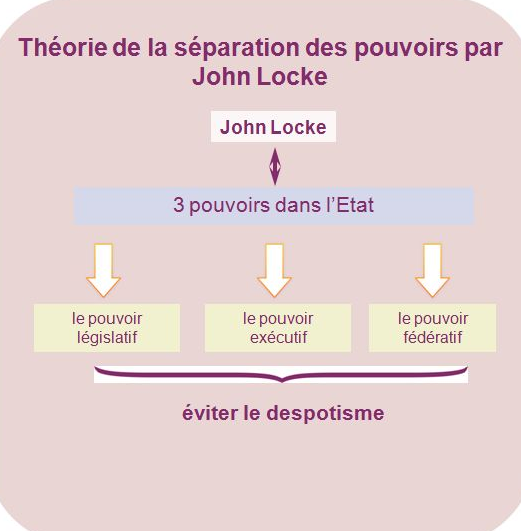 Théorie de la séparation des pouvoirs par
John Locke
John Locke
3 pouvoirs dans l'Etat
le pouvoir
législatif
le pouvoir
exécutif
le pouvoir
fédératif
éviter le despotisme